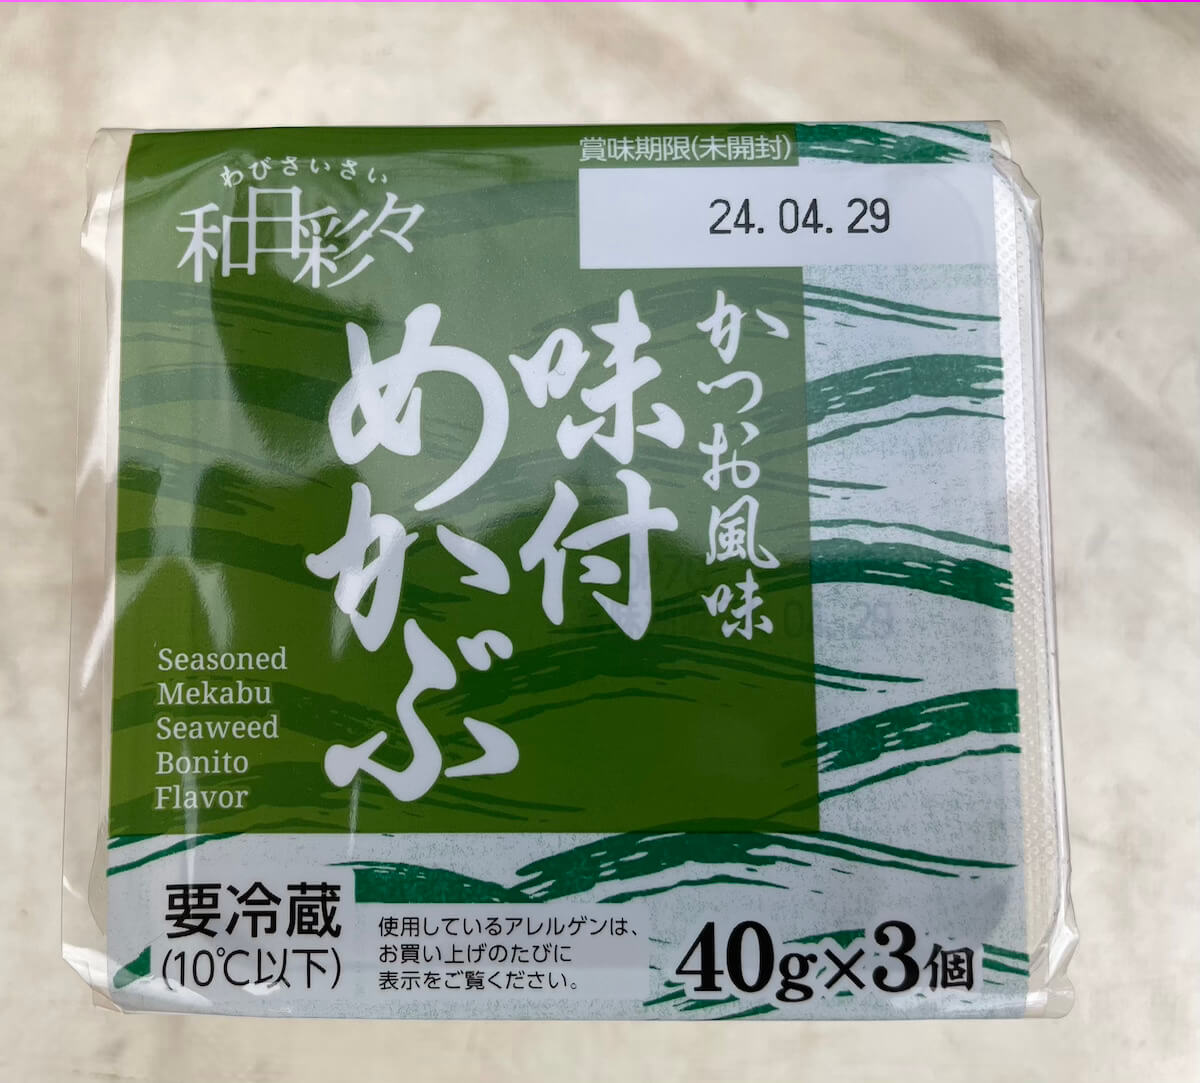 わびさいさい
和日彩々
賞味期限(未開封)
24.04.29
かつお風味
味付
めかぶ
Seasoned
Mekabu
Seaweed
Bonito
Flavor
要冷蔵
(10℃以下)
使用しているアレルゲンは、
お買い上げのたびに
表示をご覧ください。
40g×3個